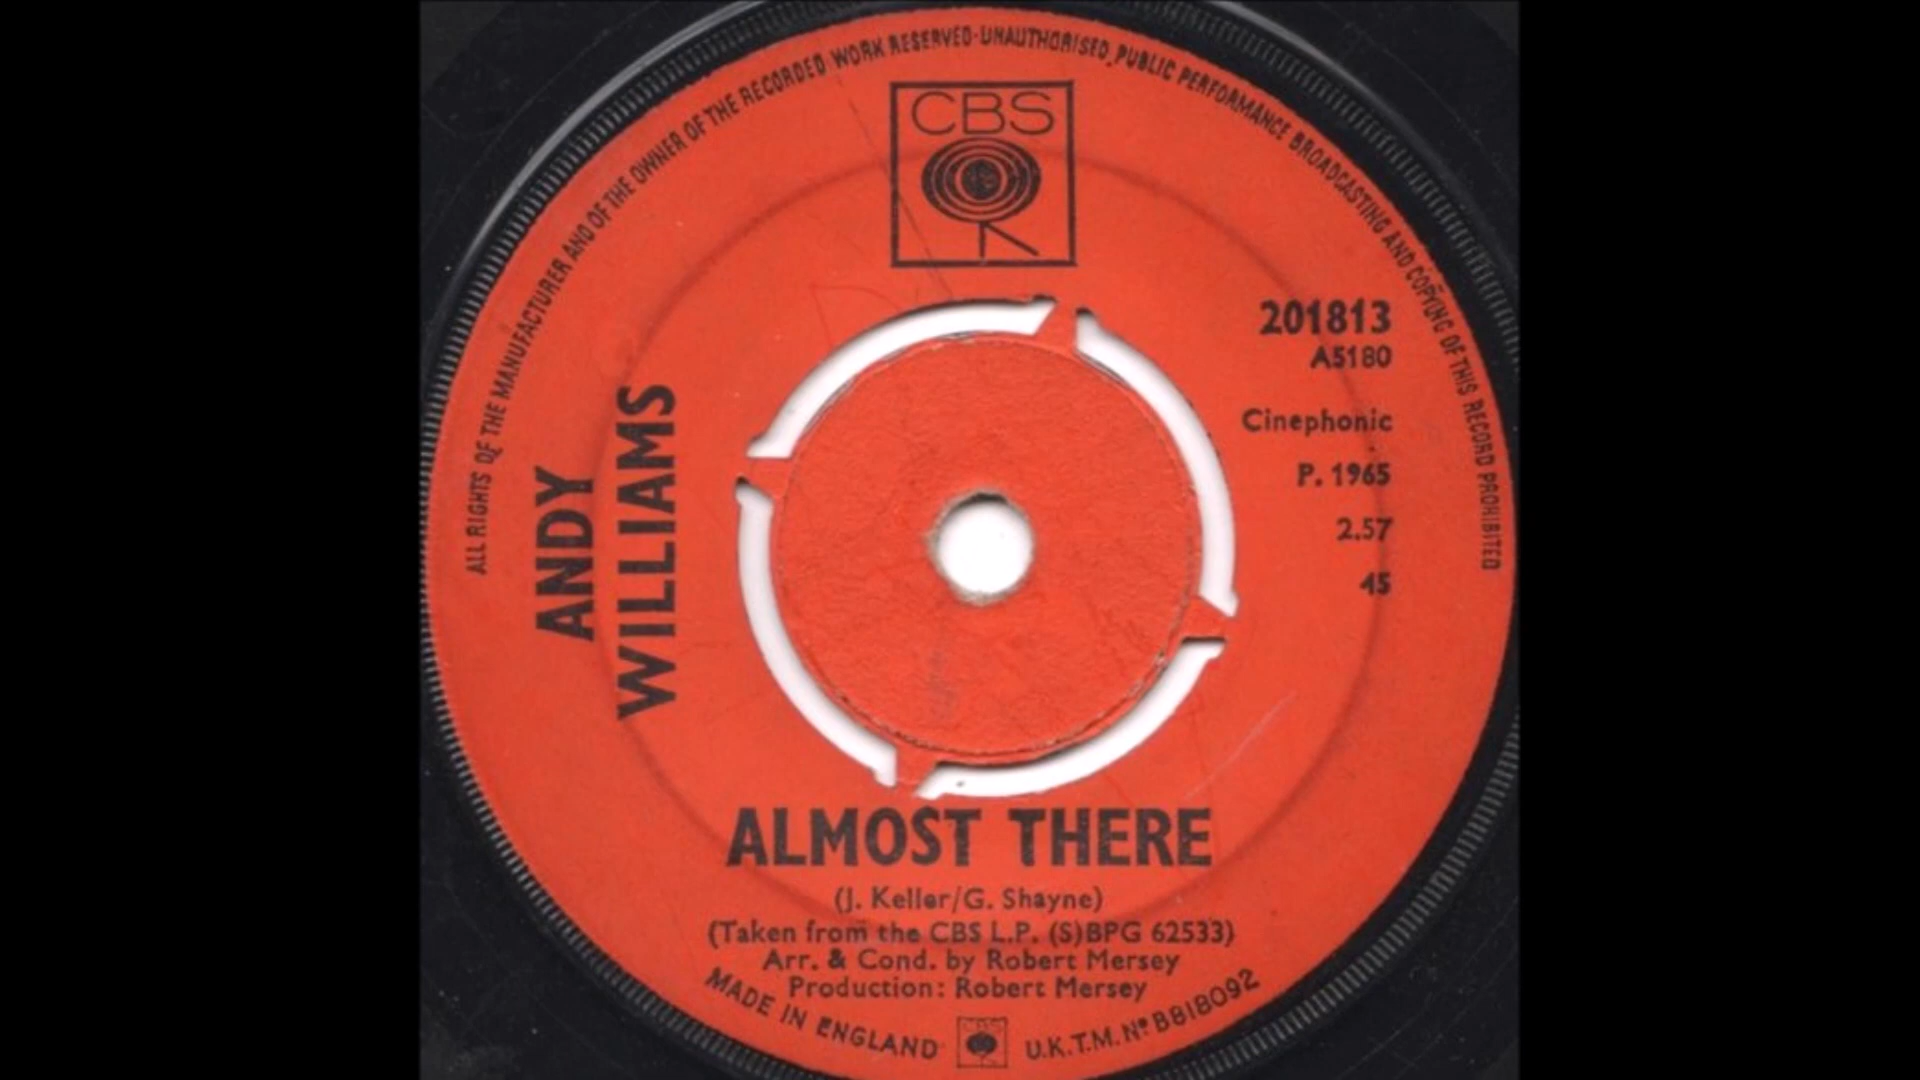 ALL RIGHTS OF THE MANUFACTURER AND OF THE OWNER OF THE RECORDED WORK RESERVED·UNAUTHORISED, PUBLIC PERFORMANCE BROADCASTING AND COPYING OF THIS RECORD PROHIBITED
CBS
201813
A5180
Cinephonic
P. 1965
2.57
45
ANDY
WILLIAMS
ALMOST THERE
(J. Keller/G. Shayne)
(Taken from the CBS L.P. (S)BPG 62533)
Arr. & Cond. by Robert Mersey
Production: Robert Mersey
MADE IN ENGLAND CBS U.K.T.M. Nº B818092